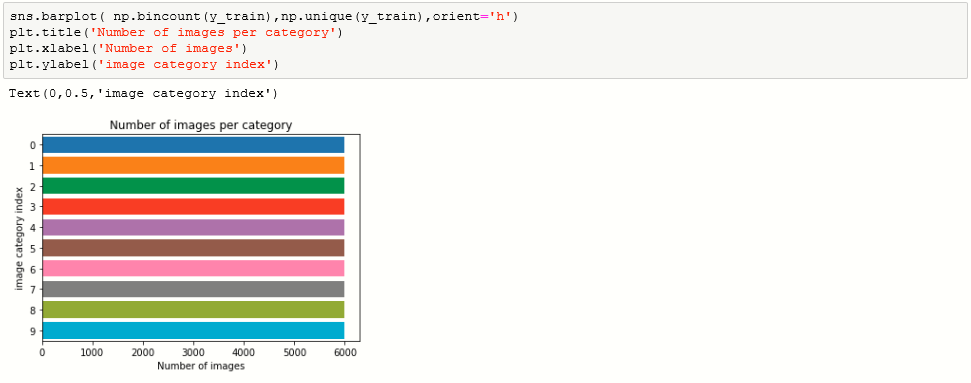 sns.barplot( np.bincount(y_train),np.unique(y_train),orient='h')
plt.title('Number of images per category')
plt.xlabel('Number of images')
plt.ylabel('image category index')
Text(0,0.5,'image category index')
Number of images per category
image category index
0
1
2
3
4
5
6
7
8
9
0 1000 2000 3000 4000 5000 6000
Number of images